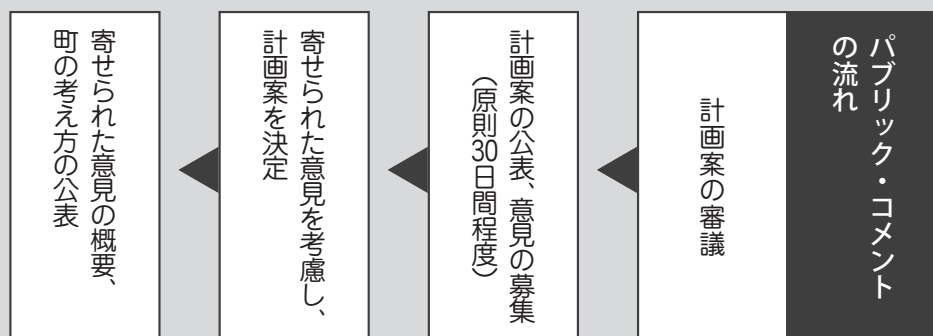 パブリック・コメント
の流れ
計画案の審議
計画案の公表、意見の募集
（原則30日間程度）
寄せられた意見を考慮し、
計画案を決定
寄せられた意見の概要、
町の考え方の公表